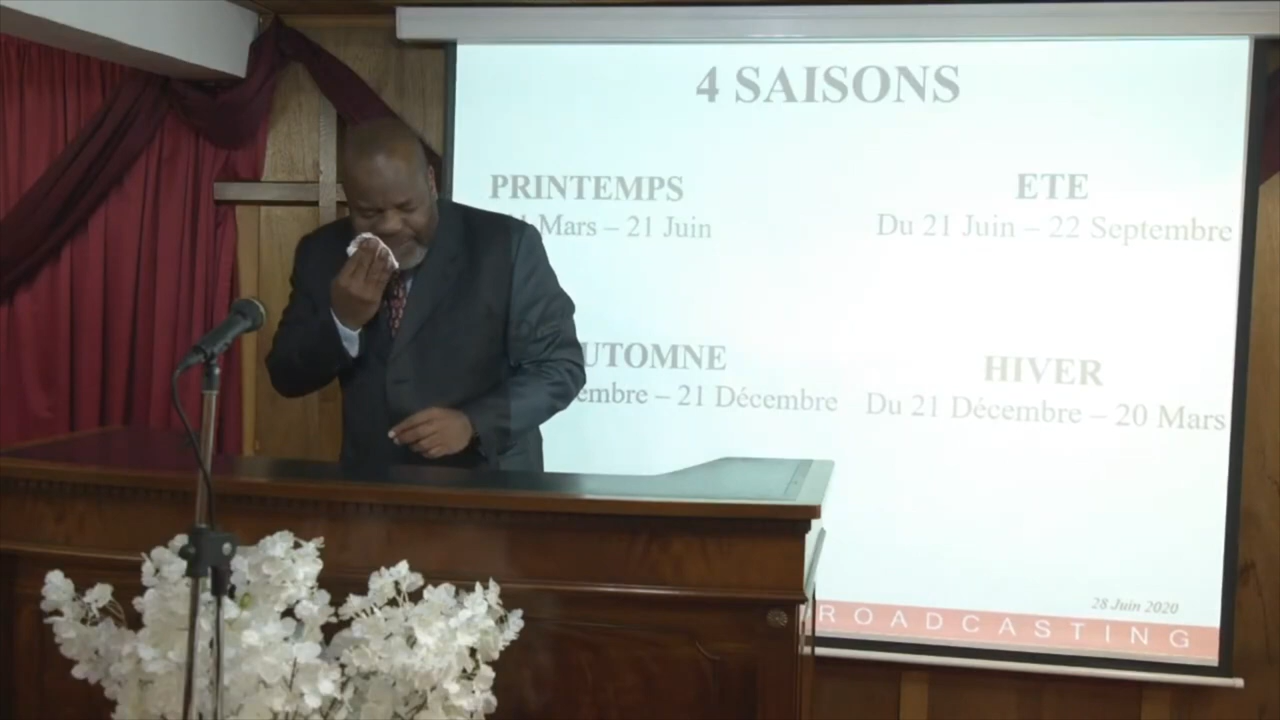 4 SAISONS
PRINTEMPS
Mars – 21 Juin
ETE
Du 21 Juin – 22 Septembre
UTOMNE
embre – 21 Décembre
HIVER
Du 21 Décembre – 20 Mars
28 Juin 2020
ROADCASTING